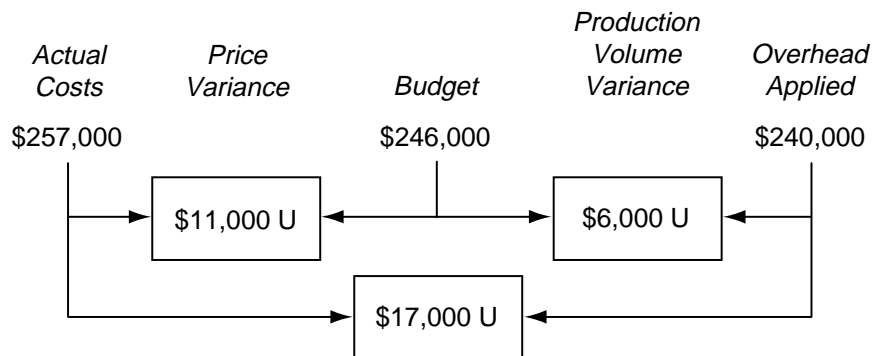 Actual
Costs
Price
Variance
Budget
Production
Volume
Variance
Overhead
Applied
$257,000
$246,000
$240,000
$11,000 U
$6,000 U
$17,000 U